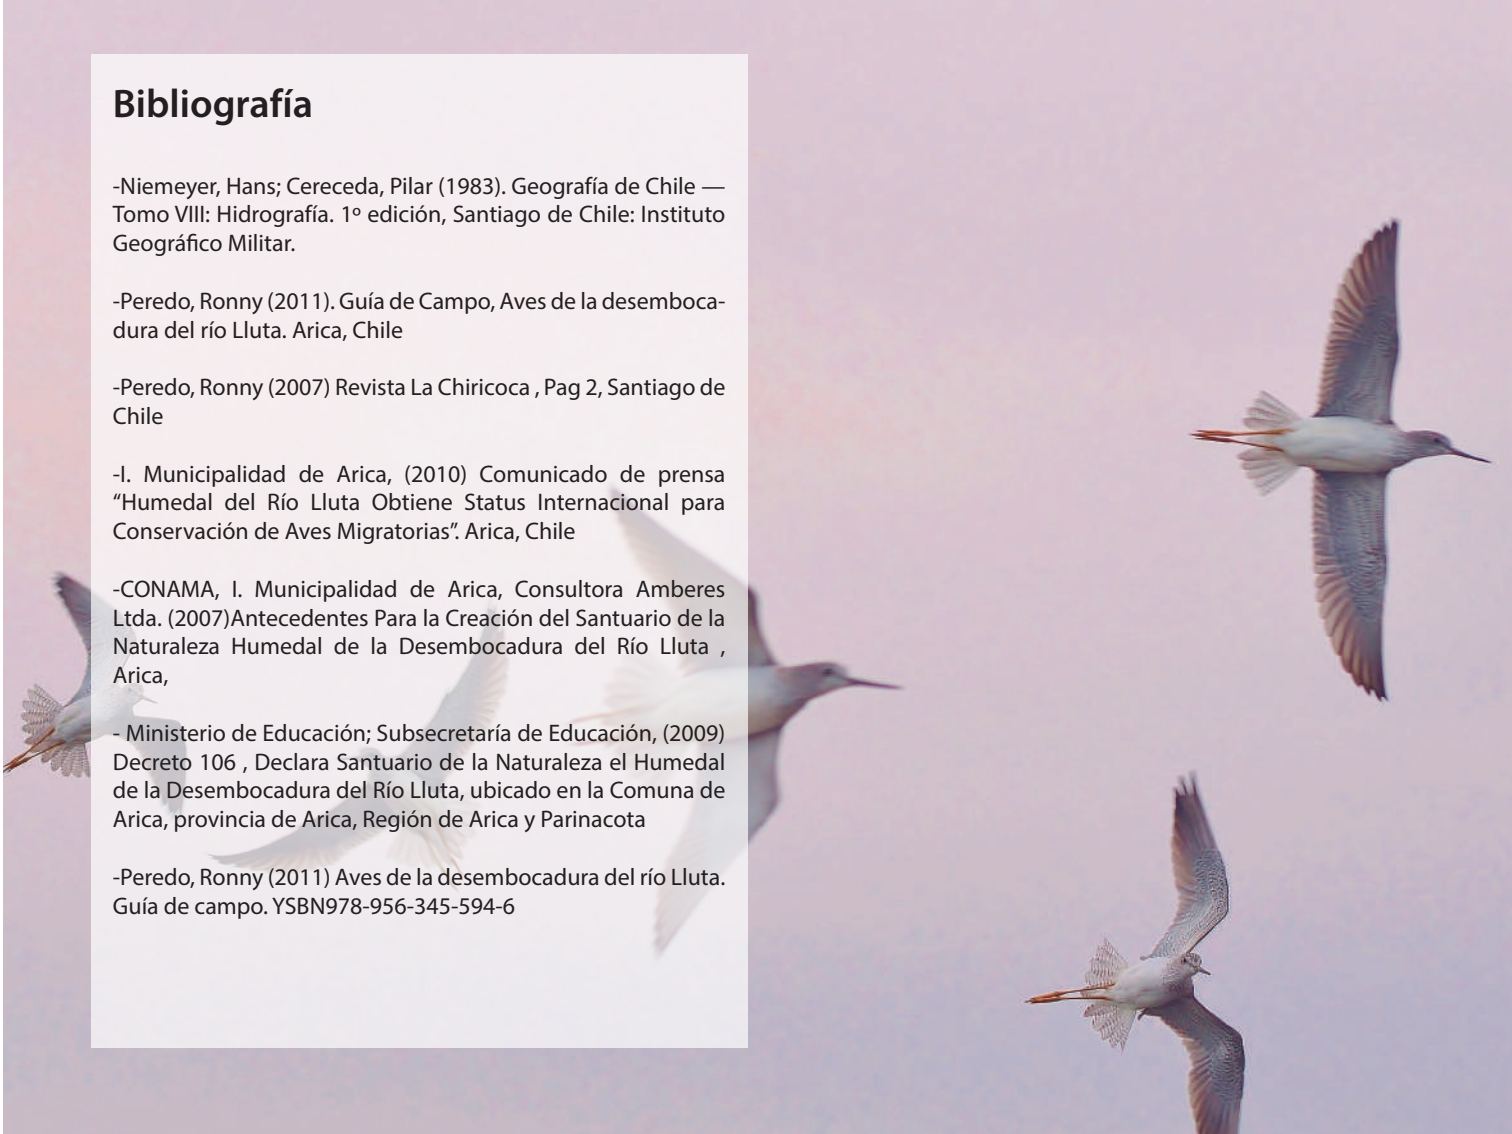 Bibliografía
-Niemeyer, Hans; Cereceda, Pilar (1983). Geografía de Chile —
Tomo VIII: Hidrografía. 1º edición, Santiago de Chile: Instituto
Geográfico Militar.
-Peredo, Ronny (2011). Guía de Campo, Aves de la desemboca-
dura del río Lluta. Arica, Chile
-Peredo, Ronny (2007) Revista La Chiricoca , Pag 2, Santiago de
Chile
-I. Municipalidad de Arica, (2010) Comunicado de prensa
“Humedal del Río Lluta Obtiene Status Internacional para
Conservación de Aves Migratorias”. Arica, Chile
-CONAMA, I. Municipalidad de Arica, Consultora Amberes
Ltda. (2007)Antecedentes Para la Creación del Santuario de la
Naturaleza Humedal de la Desembocadura del Río Lluta ,
Arica,
- Ministerio de Educación; Subsecretaría de Educación, (2009)
Decreto 106 , Declara Santuario de la Naturaleza el Humedal
de la Desembocadura del Río Lluta, ubicado en la Comuna de
Arica, provincia de Arica, Región de Arica y Parinacota
-Peredo, Ronny (2011) Aves de la desembocadura del río Lluta.
Guía de campo. YSBN978-956-345-594-6